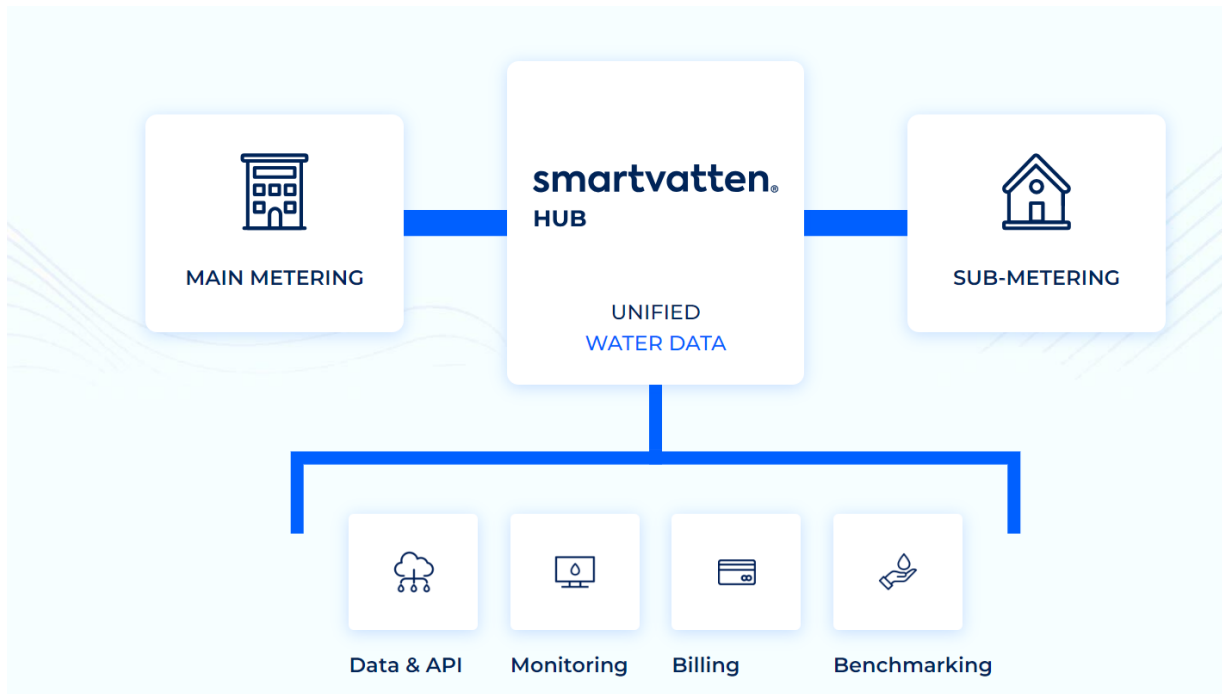 smartvatten®
HUB
MAIN METERING
SUB-METERING
UNIFIED
WATER DATA
Data & API
Monitoring
Billing
Benchmarking